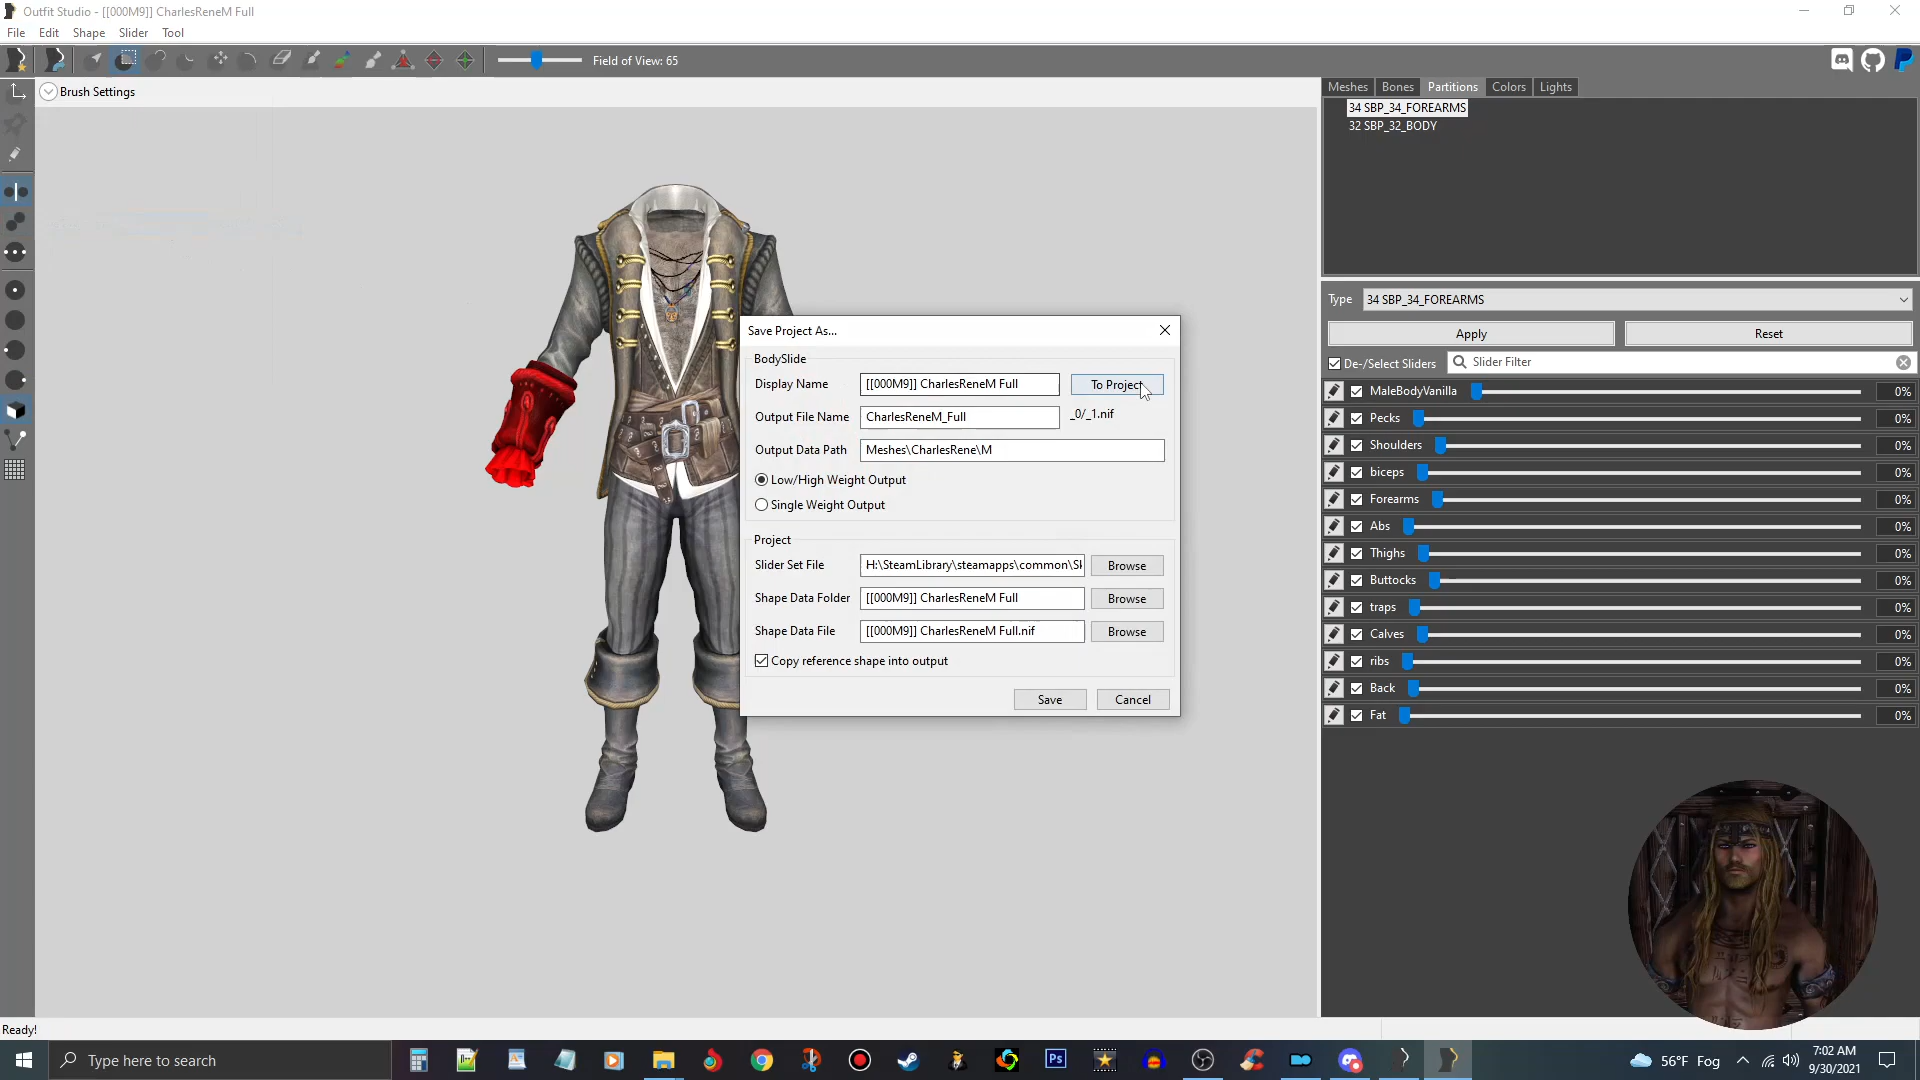 Outfit Studio - [[000M9]] CharlesReneM Full
File Edit Shape Slider Tool
Field of View: 65
Brush Settings
Meshes Bones Partitions Colors Lights
34 SBP_34_FOREARMS
32 SBP_32_BODY
Type 34 SBP_34_FOREARMS
Apply Reset
De-/Select Sliders Slider Filter
MaleBodyVanilla 0%
Pecks 0%
Shoulders 0%
biceps 0%
Forearms 0%
Abs 0%
Thighs 0%
Buttocks 0%
traps 0%
Calves 0%
ribs 0%
Back 0%
Fat 0%
Save Project As...
BodySlide
Display Name [[000M9]] CharlesReneM Full To Project
Output File Name CharlesReneM_Full _0/_1.nif
Output Data Path Meshes\CharlesRene\M
Low/High Weight Output
Single Weight Output
Project
Slider Set File H:\SteamLibrary\steamapps\common\Sk Browse
Shape Data Folder [[000M9]] CharlesReneM Full Browse
Shape Data File [[000M9]] CharlesReneM Full.nif Browse
Copy reference shape into output
Save Cancel
Ready!
Type here to search
Ps
56°F Fog
7:02 AM
9/30/2021